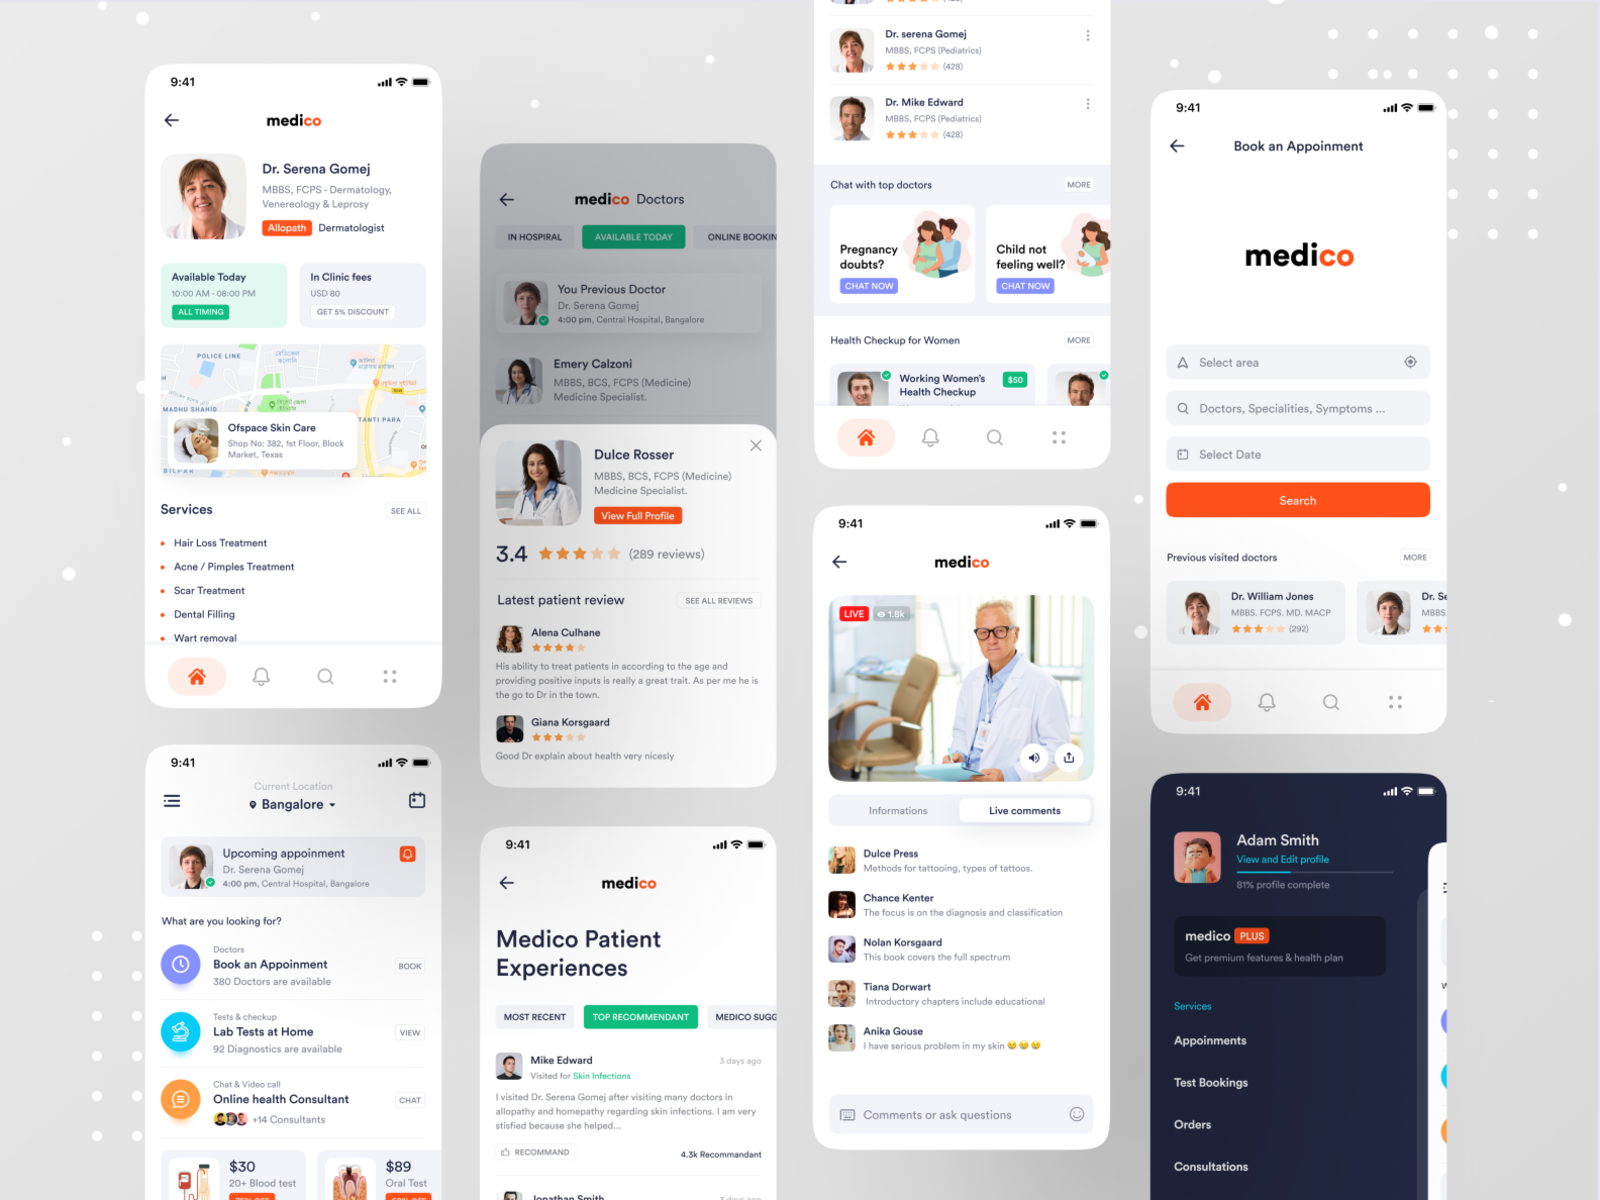 9:41
medico
Dr. Serena Gomej
MBBS, FCPS - Dermatology,
Venereology & Leprosy
Allopath Dermatologist
Available Today
10:00 AM - 08:00 PM
ALL TIMING
In Clinic fees
USD 80
GET 5% DISCOUNT
POLICE LINE
MADHU SHAHID
TANTI PARA
Ofspace Skin Care
Shop No: 382, 1st Floor, Block
Market, Texas
BILPAR
Services
SEE ALL
Hair Loss Treatment
Acne / Pimples Treatment
Scar Treatment
Dental Filling
Wart removal
9:41
Current Location
Bangalore
Upcoming appointment
Dr. Serena Gomej
4:00 pm, Central Hospital, Bangalore
What are you looking for?
Doctors
Book an Appoinment
380 Doctors are available
BOOK
Tests & checkup
Lab Tests at Home
92 Diagnostics are available
VIEW
Chat & Video call
Online health Consultant
+14 Consultants
CHAT
$30
20+ Blood test
$89
Oral Test
medico Doctors
IN HOSPIRAL
AVAILABLE TODAY
ONLINE BOOKIN
You Previous Doctor
Dr. Serena Gomej
4:00 pm, Central Hospital, Bangalore
Emery Calzoni
MBBS, BCS, FCPS (Medicine)
Medicine Specialist.
Dulce Rosser
MBBS, BCS, FCPS (Medicine)
Medicine Specialist.
View Full Profile
3.4 (289 reviews)
Latest patient review
SEE ALL REVIEWS
Alena Culhane
His ability to treat patients in according to the age and
providing positive inputs is really a great trait. As per me he is
the go to Dr in the town.
Giana Korsgaard
Good Dr explain about health very nicesly
9:41
medico
Medico Patient
Experiences
MOST RECENT
TOP RECOMMENDANT
MEDICO SUGG
Mike Edward
3 days ago
Visited for Skin Infections
I visited Dr. Serena Gomej after visiting many doctors in
allopathy and homepathy regarding skin infections. I am very
stisfied because she helped...
RECOMMAND
4.3k Recommandant
Jonathan Smith
3 days ago
(428)
Dr. serena Gomej
MBBS, FCPS (Pediatrics)
(428)
Dr. Mike Edward
MBBS, FCPS (Pediatrics)
(428)
Chat with top doctors
MORE
Pregnancy
doubts?
CHAT NOW
Child not
feeling well?
CHAT NOW
Health Checkup for Women
MORE
Working Women's
Health Checkup
$50
9:41
medico
LIVE
1.8k
Informations
Live comments
Dulce Press
Methods for tattooing, types of tattoos.
Chance Kenter
The focus is on the diagnosis and classification
Nolan Korsgaard
This book covers the full spectrum
Tiana Dorwart
Introductory chapters include educational
Anika Gouse
I have serious problem in my skin 😂😂😂
Comments or ask questions
9:41
Book an Appoinment
medico
Select area
Doctors, Specialities, Symptoms ...
Select Date
Search
Previous visited doctors
MORE
Dr. William Jones
MBBS. FCPS. MD. MACP
(292)
Dr. Se
MBBS.
9:41
Adam Smith
View and Edit profile
81% profile complete
medico PLUS
Get premium features & health plan
Services
Appoinments
Test Bookings
Orders
Consultations